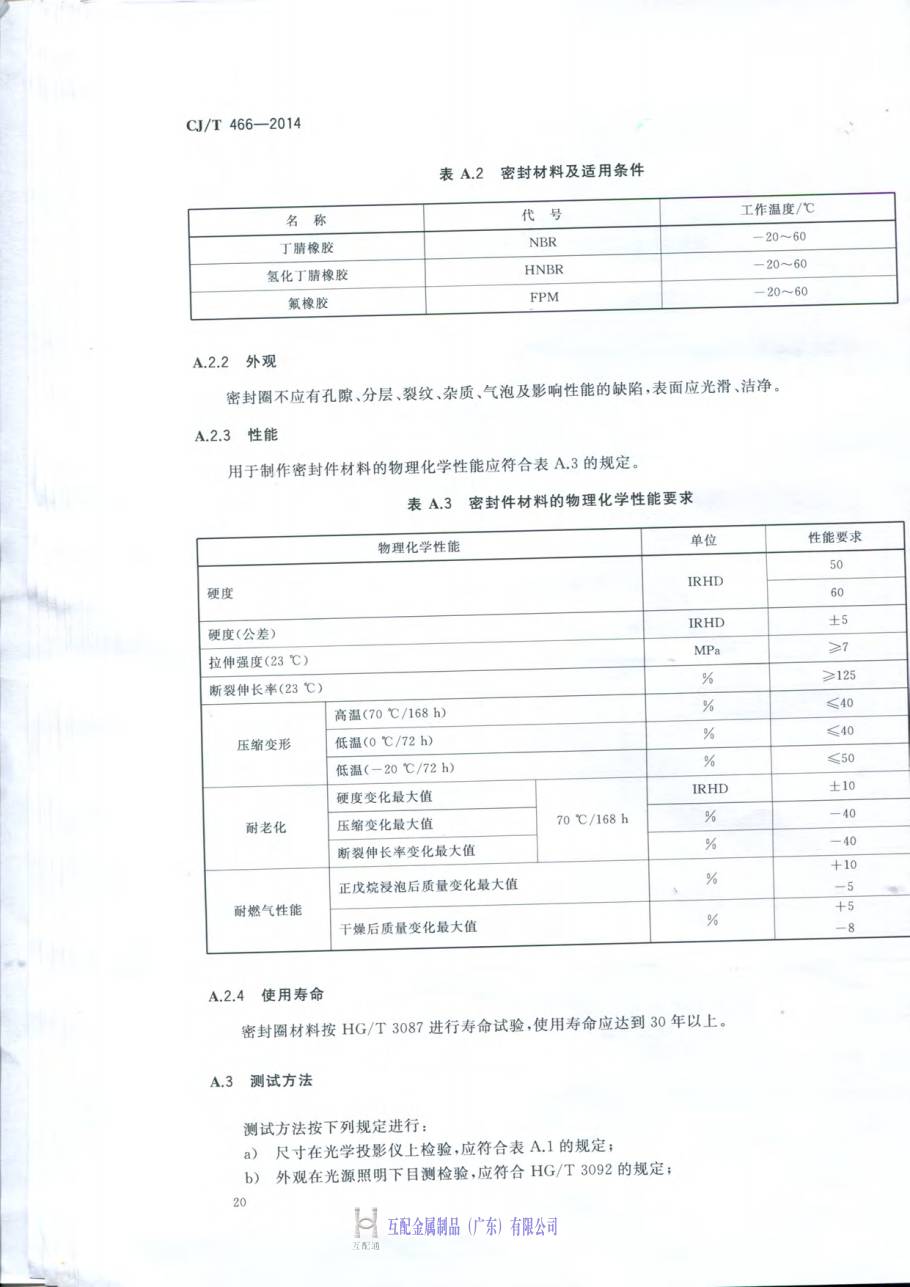 CJ/T 466—2014
表 A.2 密封材料及适用条件
名 称 代 号 工作温度/℃
丁腈橡胶 NBR －20～60
氢化丁腈橡胶 HNBR －20～60
氟橡胶 FPM －20～60
A.2.2 外观
密封圈不应有孔隙、分层、裂纹、杂质、气泡及影响性能的缺陷,表面应光滑、洁净。
A.2.3 性能
用于制作密封件材料的物理化学性能应符合表 A.3 的规定。
表 A.3 密封件材料的物理化学性能要求
物理化学性能 单位 性能要求
硬度 IRHD 50
60
硬度(公差) IRHD ±5
拉伸强度(23 ℃) MPa ≥7
断裂伸长率(23 ℃) % ≥125
压缩变形 高温(70 ℃/168 h) % ≤40
低温(0 ℃/72 h) % ≤40
低温(－20 ℃/72 h) % ≤50
耐老化 硬度变化最大值 70 ℃/168 h IRHD ±10
压缩变化最大值 % －40
断裂伸长率变化最大值 % －40
耐燃气性能 正戊烷浸泡后质量变化最大值 % +10
－5
干燥后质量变化最大值 % +5
－8
A.2.4 使用寿命
密封圈材料按 HG/T 3087 进行寿命试验,使用寿命应达到 30 年以上。
A.3 测试方法
测试方法按下列规定进行:
a) 尺寸在光学投影仪上检验,应符合表 A.1 的规定;
b) 外观在光源照明下目测检验,应符合 HG/T 3092 的规定;
20
互配金属制品（广东）有限公司
互配通